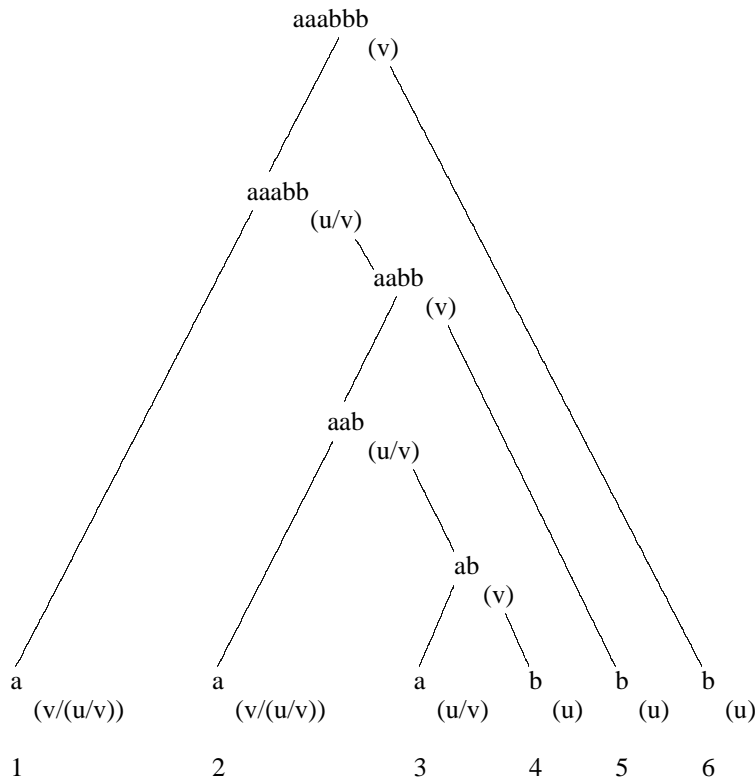 aaabbb
(v)
aaabb
(u/v)
aabb
(v)
aab
(u/v)
ab
(v)
a a a b b b
(v/(u/v)) (v/(u/v)) (u/v) (u) (u) (u)
1 2 3 4 5 6